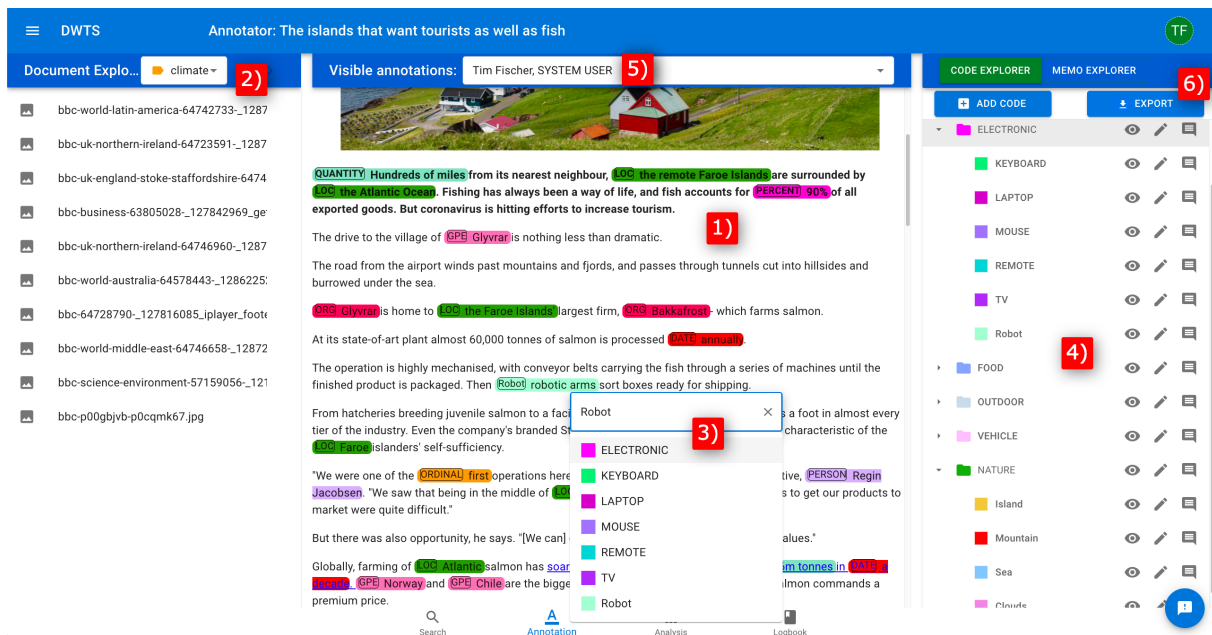 DWTS
Annotator: The islands that want tourists as well as fish
TF
Document Explo...
climate
2)
bbc-world-latin-america-64742733-_1287
bbc-uk-northern-ireland-64723591-_1287
bbc-uk-england-stoke-staffordshire-6474
bbc-business-63805028-_127842969_ge
bbc-uk-northern-ireland-64746960-_1287
bbc-world-australia-64578443-_1286225
bbc-64728790-_127816085_iplayer_foote
bbc-world-middle-east-64746658-_12872
bbc-science-environment-57159056-_121
bbc-p00gbjvb-p0cqmk67.jpg
Visible annotations:
Tim Fischer, SYSTEM USER
5)
QUANTITY Hundreds of miles from its nearest neighbour, LOC the remote Faroe Islands are surrounded by
LOC the Atlantic Ocean. Fishing has always been a way of life, and fish accounts for PERCENT 90% of all
exported goods. But coronavirus is hitting efforts to increase tourism.
1)
The drive to the village of GPE Glyvrar is nothing less than dramatic.
The road from the airport winds past mountains and fjords, and passes through tunnels cut into hillsides and
burrowed under the sea.
ORG Glyvrar is home to LOC the Faroe Islands' largest firm, ORG Bakkafrost - which farms salmon.
At its state-of-art plant almost 60,000 tonnes of salmon is processed DATE annually.
The operation is highly mechanised, with conveyor belts carrying the fish through a series of machines until the
finished product is packaged. Then Robot robotic arms sort boxes ready for shipping.
From hatcheries breeding juvenile salmon to a faci s a foot in almost every
tier of the industry. Even the company's branded S characteristic of the
LOC Faroe islanders' self-sufficiency.
"We were one of the ORDINAL first operations here tive, PERSON Regin
Jacobsen. "We saw that being in the middle of LO s to get our products to
market were quite difficult."
But there was also opportunity, he says. "[We can] alues."
Globally, farming of LOC Atlantic salmon has soar om tonnes in DATE a
decade. GPE Norway and GPE Chile are the bigge lmon commands a
premium price.
Robot
3)
ELECTRONIC
KEYBOARD
LAPTOP
MOUSE
REMOTE
TV
Robot
Search
Annotation
Analysis
Logbook
CODE EXPLORER
MEMO EXPLORER
6)
ADD CODE
EXPORT
ELECTRONIC
KEYBOARD
LAPTOP
MOUSE
REMOTE
TV
Robot
4)
FOOD
OUTDOOR
VEHICLE
NATURE
Island
Mountain
Sea
Clouds